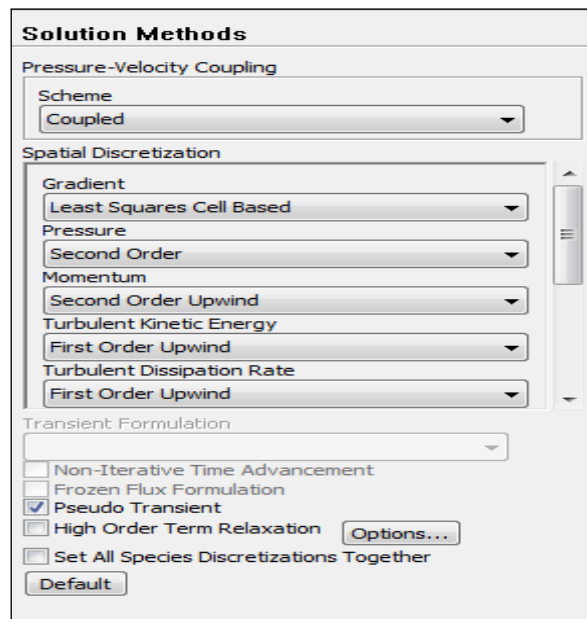 Solution Methods
Pressure-Velocity Coupling
Scheme
Coupled
Spatial Discretization
Gradient
Least Squares Cell Based
Pressure
Second Order
Momentum
Second Order Upwind
Turbulent Kinetic Energy
First Order Upwind
Turbulent Dissipation Rate
First Order Upwind
Transient Formulation
Non-Iterative Time Advancement
Frozen Flux Formulation
Pseudo Transient
High Order Term Relaxation Options...
Set All Species Discretizations Together
Default